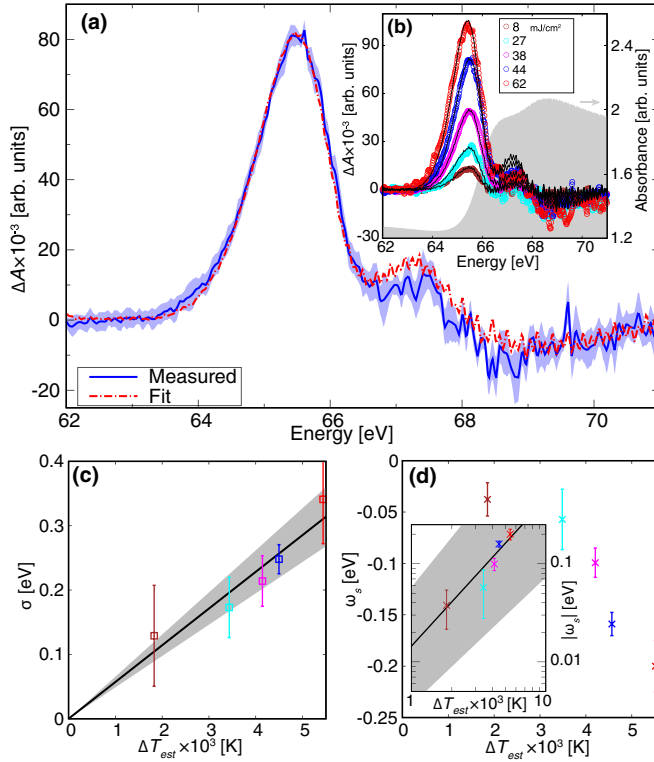 (a)
80
60
40
20
0
-20
ΔA×10⁻³ [arb. units]
62 64 66 68 70
Energy [eV]
Measured
Fit
(b)
90
60
30
0
-30
ΔA×10⁻³ [arb. units]
8 mJ/cm²
27
38
44
62
2.4
2
1.6
1.2
Absorbance [arb. units]
62 64 66 68 70
Energy [eV]
(c)
0.4
0.3
0.2
0.1
0
σ [eV]
0 1 2 3 4 5
ΔT_est ×10³ [K]
(d)
0
-0.05
-0.1
-0.15
-0.2
-0.25
ω_s [eV]
0 1 2 3 4 5
ΔT_est ×10³ [K]
0.1
0.01
|ω_s| [eV]
1 10
ΔT_est ×10³ [K]